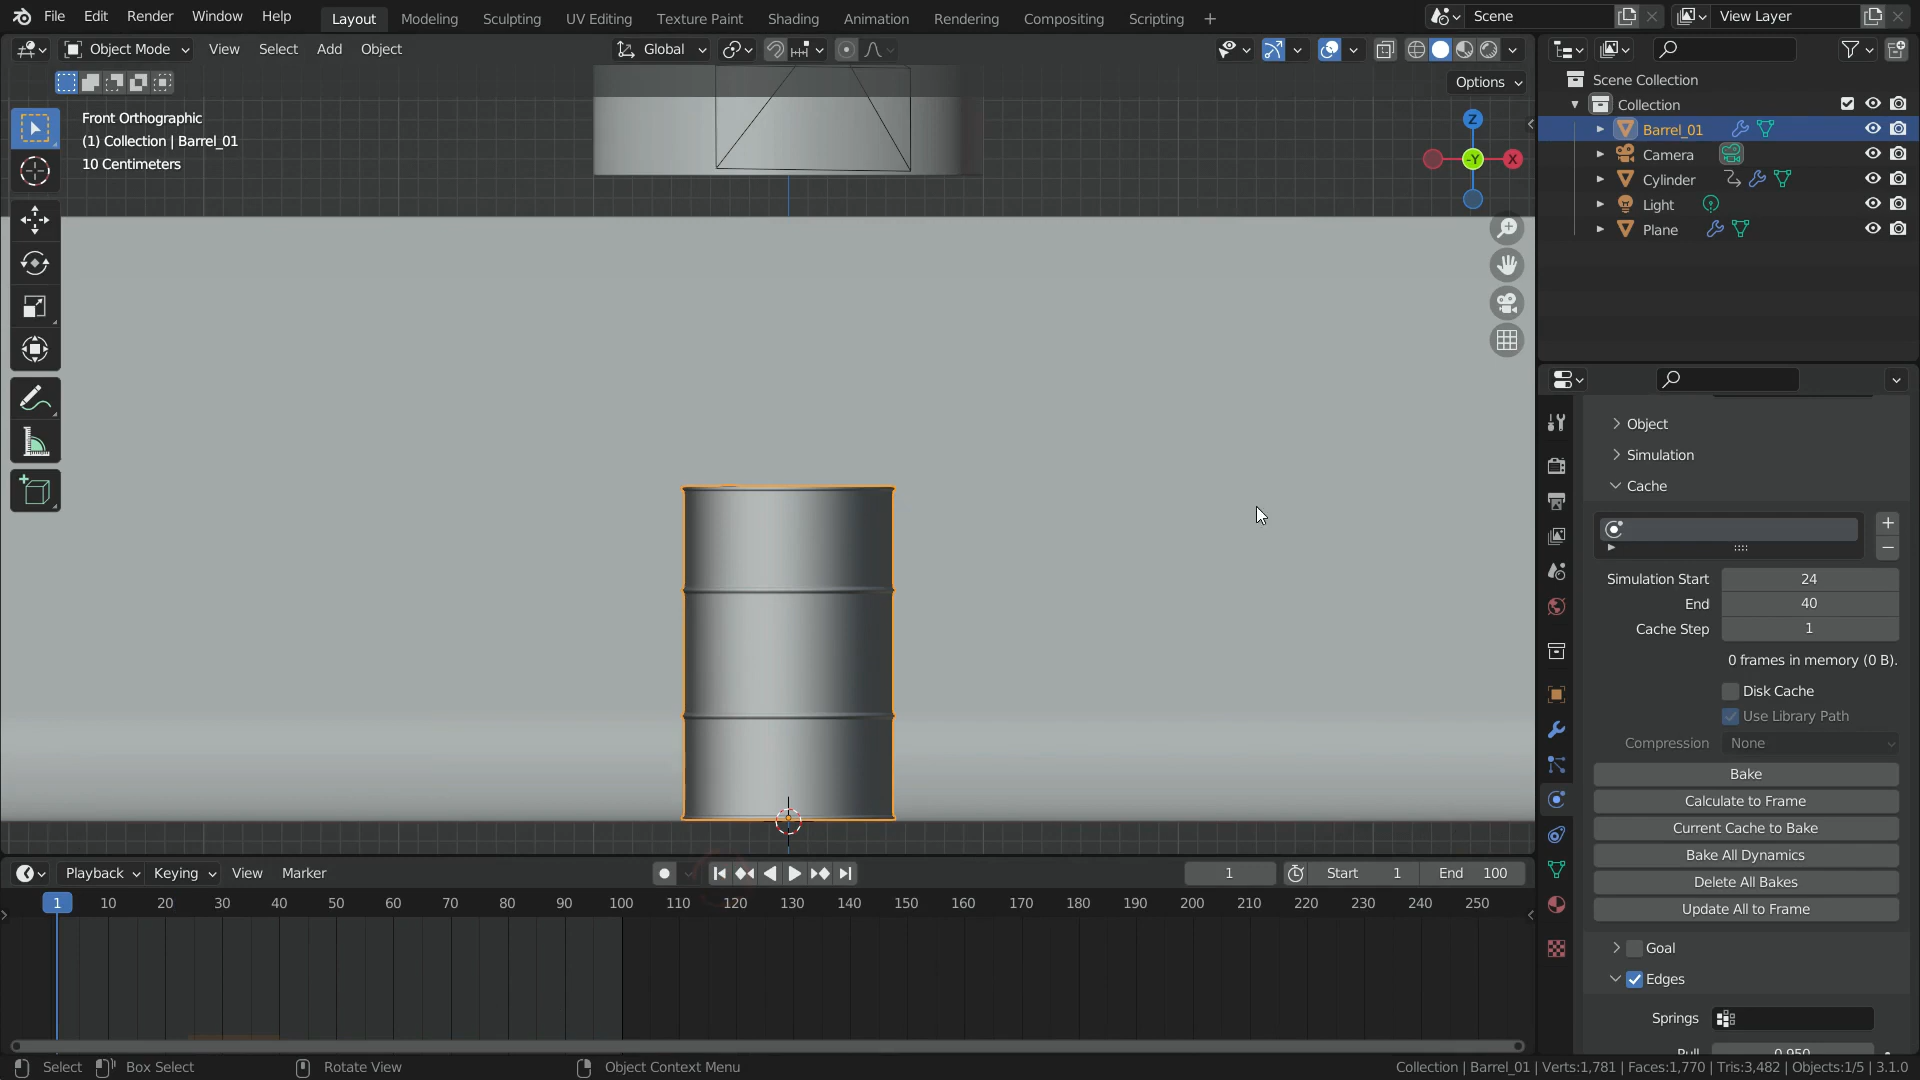 File Edit Render Window Help Layout Modeling Sculpting UV Editing Texture Paint Shading Animation Rendering Compositing Scripting + Scene View Layer
Object Mode View Select Add Object Global
Options
Front Orthographic
(1) Collection | Barrel_01
10 Centimeters
Z
-Y X
Scene Collection
Collection
Barrel_01
Camera
Cylinder
Light
Plane
Object
Simulation
Cache
Simulation Start 24
End 40
Cache Step 1
0 frames in memory (0 B).
Disk Cache
Use Library Path
Compression None
Bake
Calculate to Frame
Current Cache to Bake
Bake All Dynamics
Delete All Bakes
Update All to Frame
Goal
Edges
Springs
Pull 0.950
Playback Keying View Marker 1 Start 1 End 100
1 10 20 30 40 50 60 70 80 90 100 110 120 130 140 150 160 170 180 190 200 210 220 230 240 250
Select Box Select Rotate View Object Context Menu Collection | Barrel_01 | Verts:1,781 | Faces:1,770 | Tris:3,482 | Objects:1/5 | 3.1.0